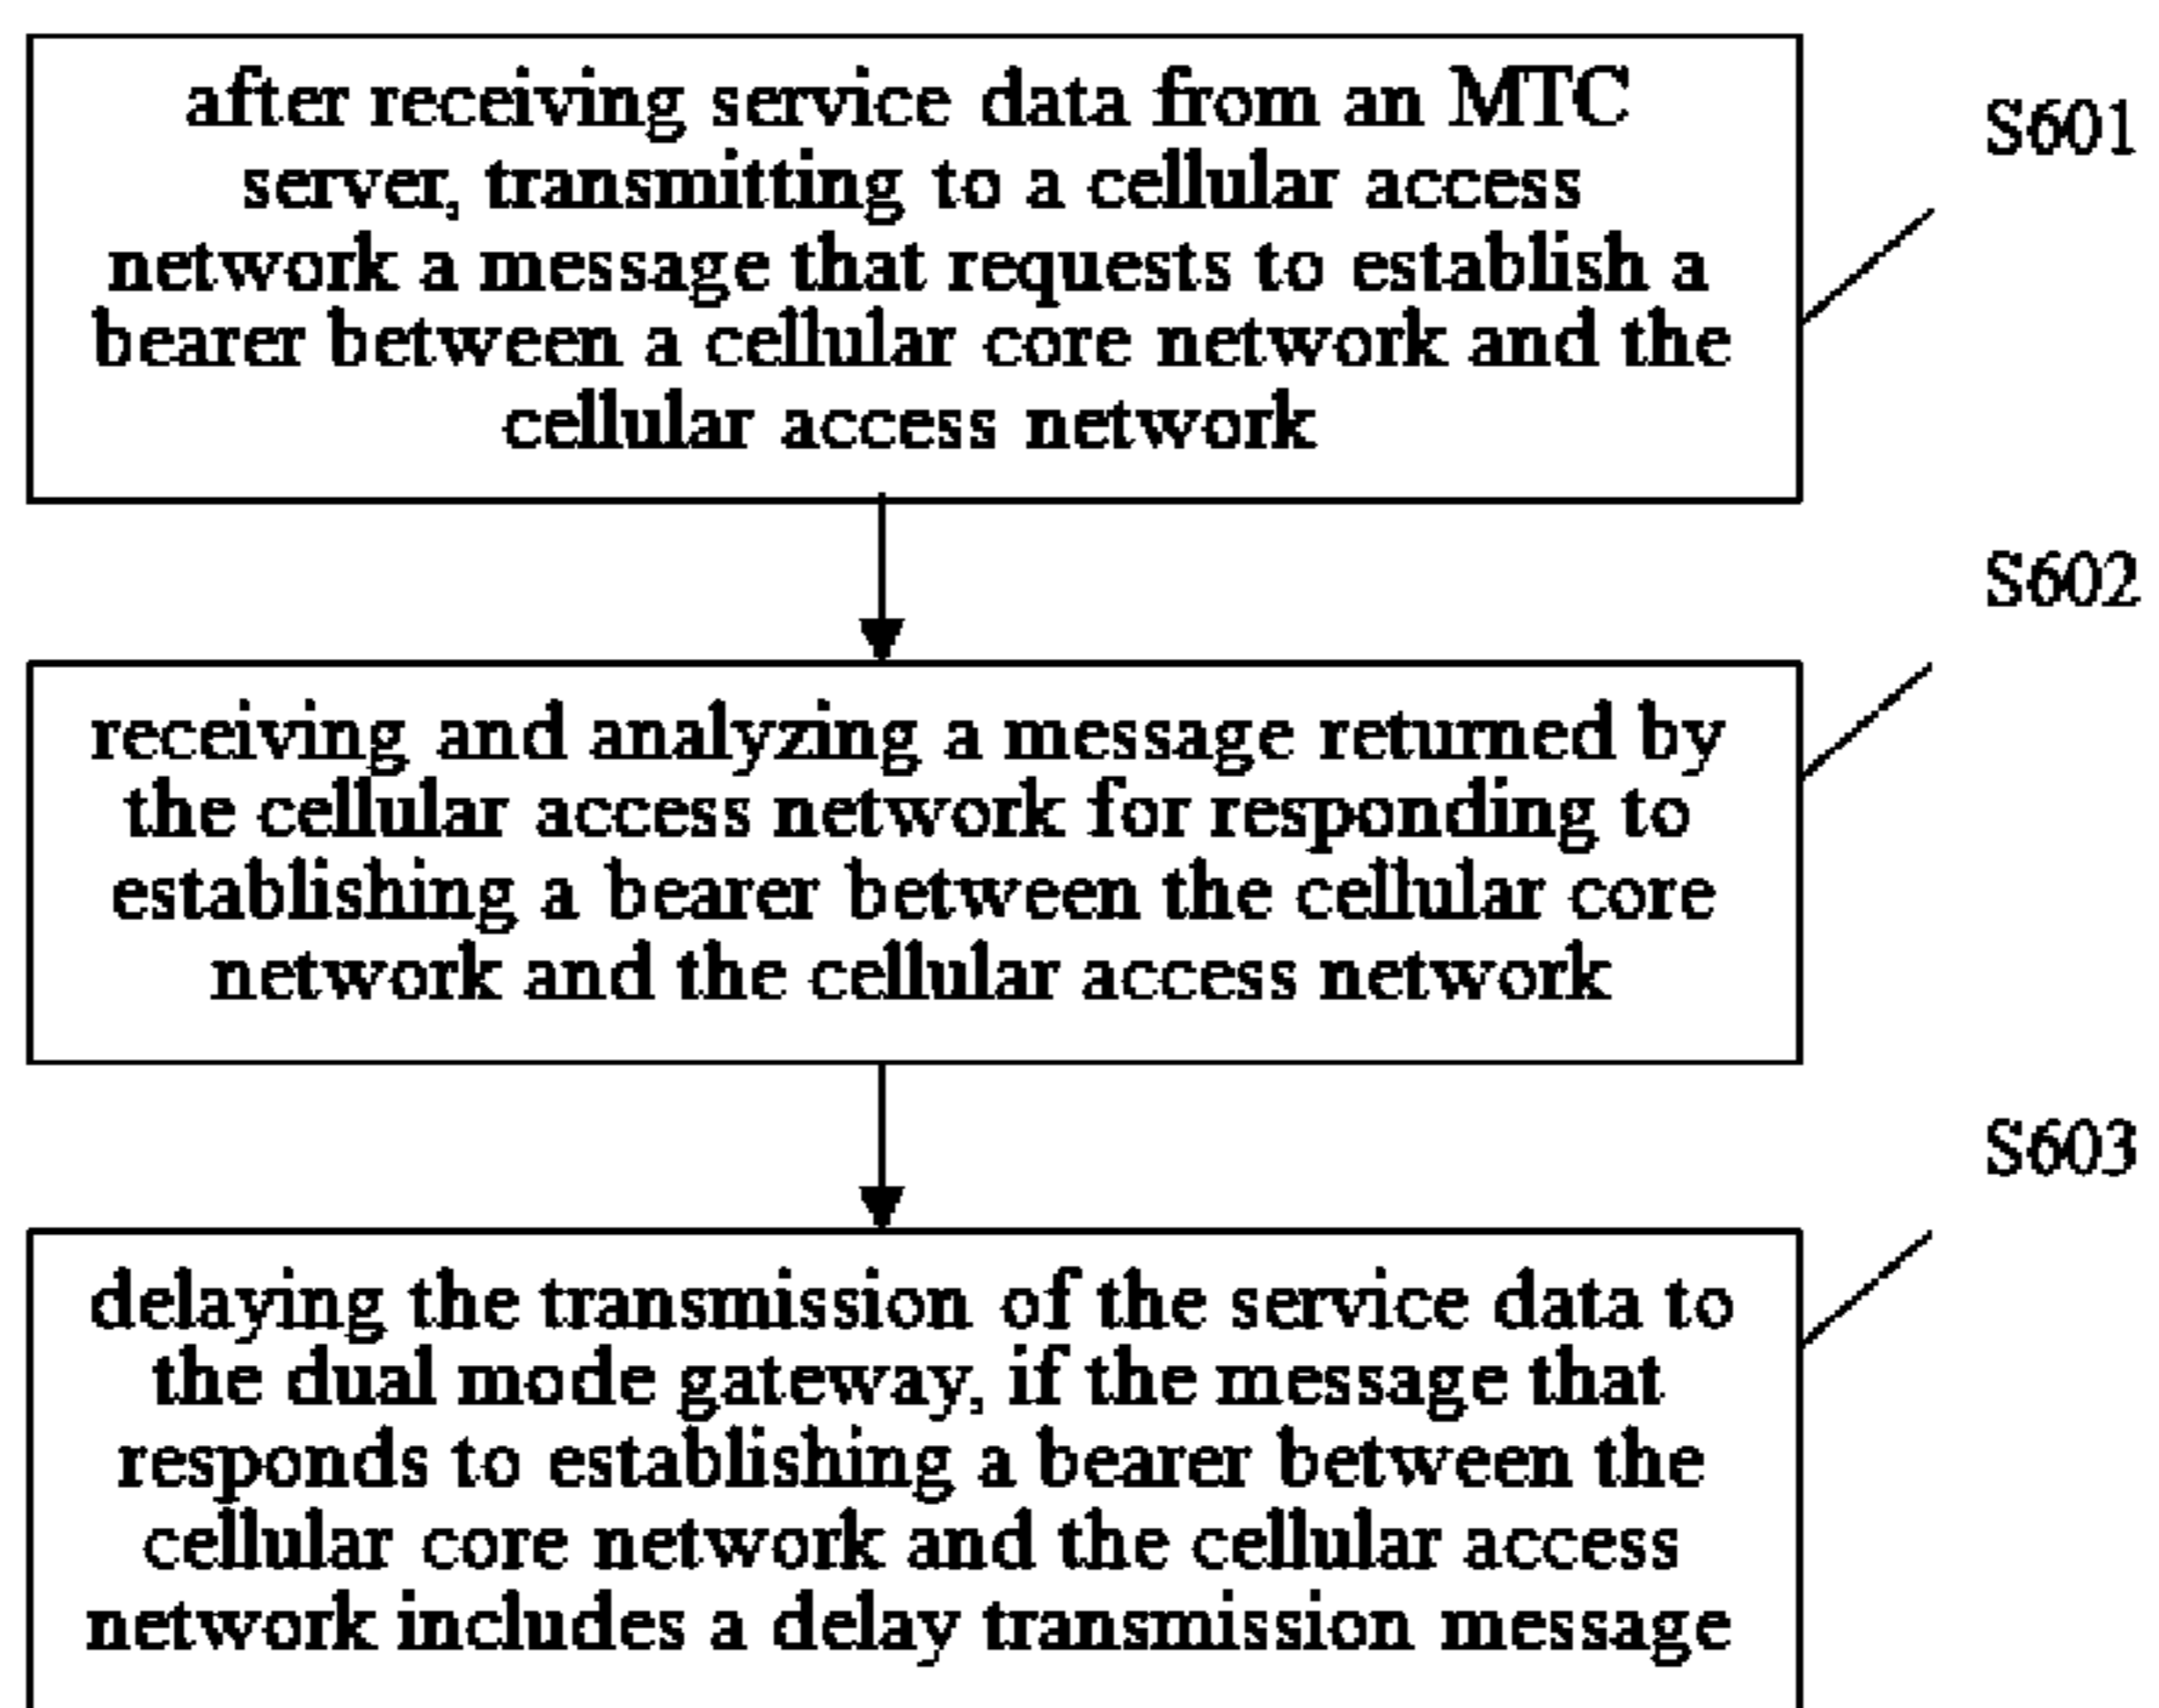 after receiving service data from an MTC
server, transmitting to a cellular access
network a message that requests to establish a
bearer between a cellular core network and the
cellular access network
S601
receiving and analyzing a message returned by
the cellular access network for responding to
establishing a bearer between the cellular core
network and the cellular access network
S602
delaying the transmission of the service data to
the dual mode gateway, if the message that
responds to establishing a bearer between the
cellular core network and the cellular access
network includes a delay transmission message
S603